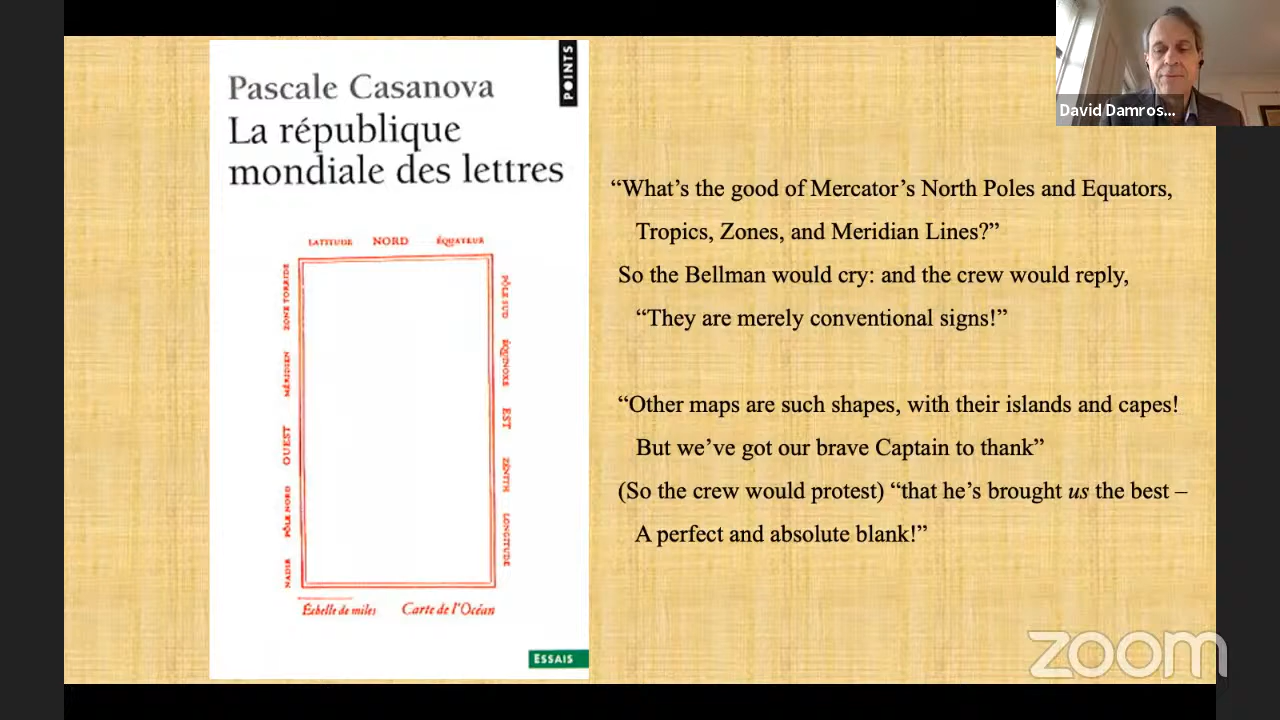 Pascale Casanova
La république
mondiale des lettres
POINTS
LATITUDE NORD ÉQUATEUR
ZONE TORRIDE
MÉRIDIEN
OUEST
PÔLE NORD
NADIR
PÔLE SUD
ÉQUINOXE
EST
ZÉNITH
LONGITUDE
Échelle de miles Carte de l'Océan
ESSAIS
“What’s the good of Mercator’s North Poles and Equators,
Tropics, Zones, and Meridian Lines?”
So the Bellman would cry: and the crew would reply,
“They are merely conventional signs!”
“Other maps are such shapes, with their islands and capes!
But we’ve got our brave Captain to thank”
(So the crew would protest) “that he’s brought us the best –
A perfect and absolute blank!”
David Damros...
zoom